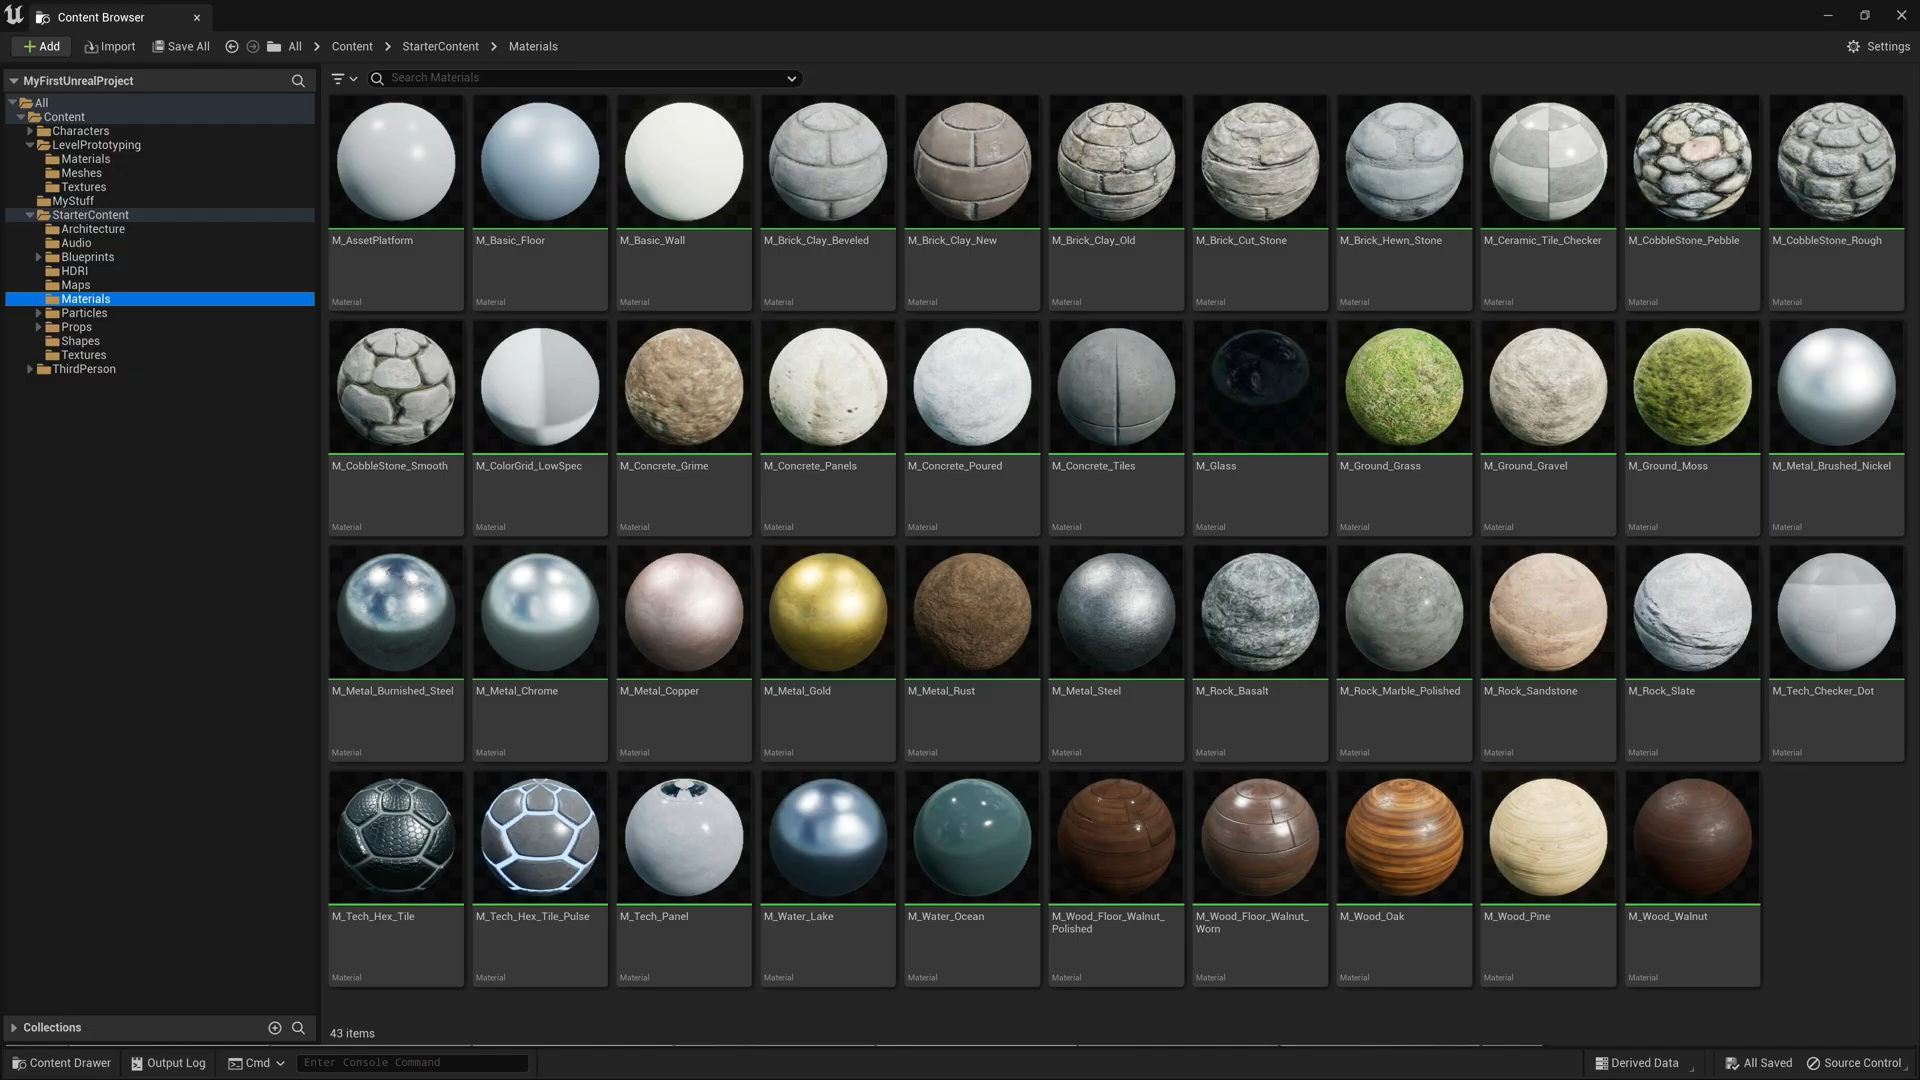 Content Browser
Add
Import
Save All
All
Content
StarterContent
Materials
Settings
MyFirstUnrealProject
Search Materials
All
Content
Characters
LevelPrototyping
Materials
Meshes
Textures
MyStuff
StarterContent
Architecture
Audio
Blueprints
HDRI
Maps
Materials
Particles
Props
Shapes
Textures
ThirdPerson
M_AssetPlatform
M_Basic_Floor
M_Basic_Wall
M_Brick_Clay_Beveled
M_Brick_Clay_New
M_Brick_Clay_Old
M_Brick_Cut_Stone
M_Brick_Hewn_Stone
M_Ceramic_Tile_Checker
M_CobbleStone_Pebble
M_CobbleStone_Rough
Material
Material
Material
Material
Material
Material
Material
Material
Material
Material
Material
M_CobbleStone_Smooth
M_ColorGrid_LowSpec
M_Concrete_Grime
M_Concrete_Panels
M_Concrete_Poured
M_Concrete_Tiles
M_Glass
M_Ground_Grass
M_Ground_Gravel
M_Ground_Moss
M_Metal_Brushed_Nickel
Material
Material
Material
Material
Material
Material
Material
Material
Material
Material
Material
M_Metal_Burnished_Steel
M_Metal_Chrome
M_Metal_Copper
M_Metal_Gold
M_Metal_Rust
M_Metal_Steel
M_Rock_Basalt
M_Rock_Marble_Polished
M_Rock_Sandstone
M_Rock_Slate
M_Tech_Checker_Dot
Material
Material
Material
Material
Material
Material
Material
Material
Material
Material
Material
M_Tech_Hex_Tile
M_Tech_Hex_Tile_Pulse
M_Tech_Panel
M_Water_Lake
M_Water_Ocean
M_Wood_Floor_Walnut_
Polished
M_Wood_Floor_Walnut_
Worn
M_Wood_Oak
M_Wood_Pine
M_Wood_Walnut
Material
Material
Material
Material
Material
Material
Material
Material
Material
Material
Collections
43 items
Content Drawer
Output Log
Cmd
Enter Console Command
Derived Data
All Saved
Source Control